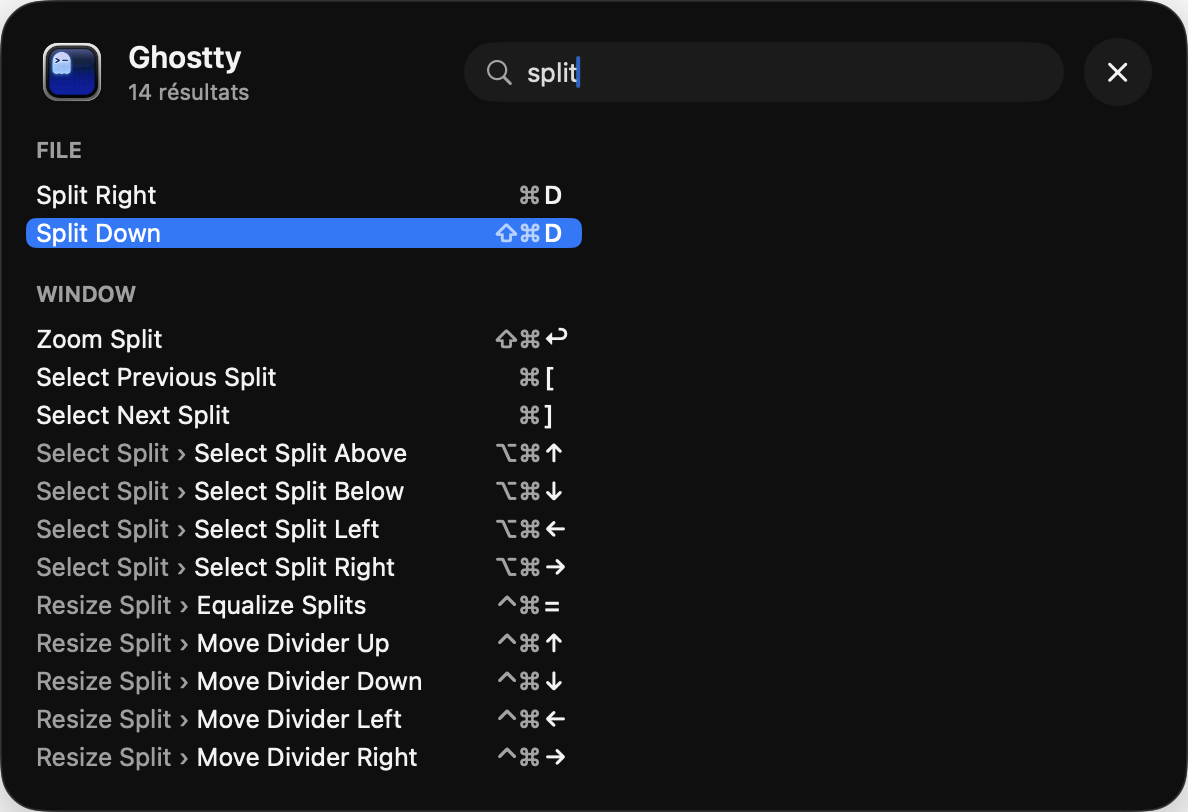 Ghostty
14 résultats
split
FILE
Split Right ⌘ D
Split Down ⇧⌘ D
WINDOW
Zoom Split ⇧⌘ ↩
Select Previous Split ⌘ [
Select Next Split ⌘ ]
Select Split › Select Split Above ⌥⌘ ↑
Select Split › Select Split Below ⌥⌘ ↓
Select Split › Select Split Left ⌥⌘ ←
Select Split › Select Split Right ⌥⌘ →
Resize Split › Equalize Splits ^⌘ =
Resize Split › Move Divider Up ^⌘ ↑
Resize Split › Move Divider Down ^⌘ ↓
Resize Split › Move Divider Left ^⌘ ←
Resize Split › Move Divider Right ^⌘ →